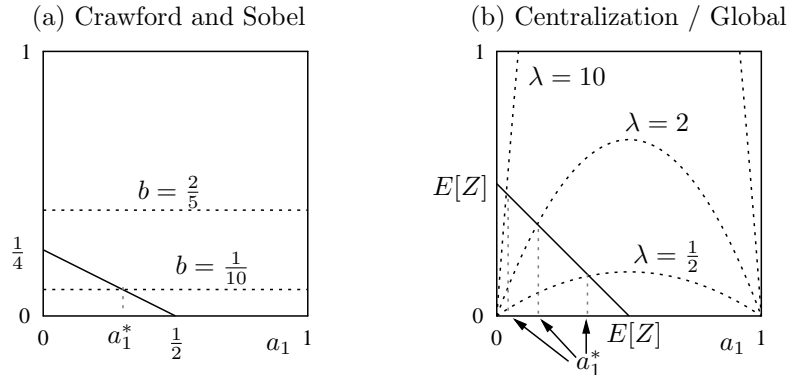 (a) Crawford and Sobel
1
b = 2/5
1/4
b = 1/10
0
0 a₁* 1/2 a₁ 1
(b) Centralization / Global
1
λ = 10
λ = 2
E[Z]
λ = 1/2
0
0 E[Z] a₁ 1
a₁*